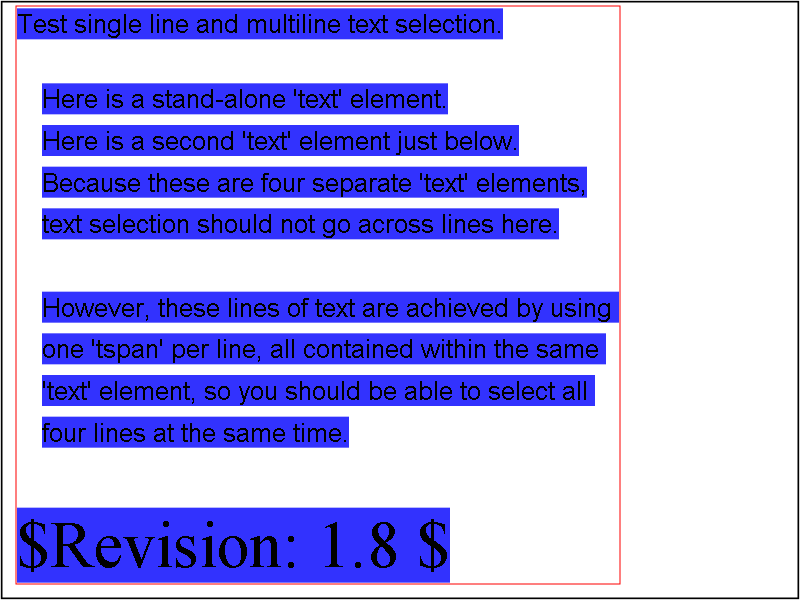 Test single line and multiline text selection.
Here is a stand-alone 'text' element.
Here is a second 'text' element just below.
Because these are four separate 'text' elements,
text selection should not go across lines here.
However, these lines of text are achieved by using
one 'tspan' per line, all contained within the same
'text' element, so you should be able to select all
four lines at the same time.
$Revision: 1.8 $